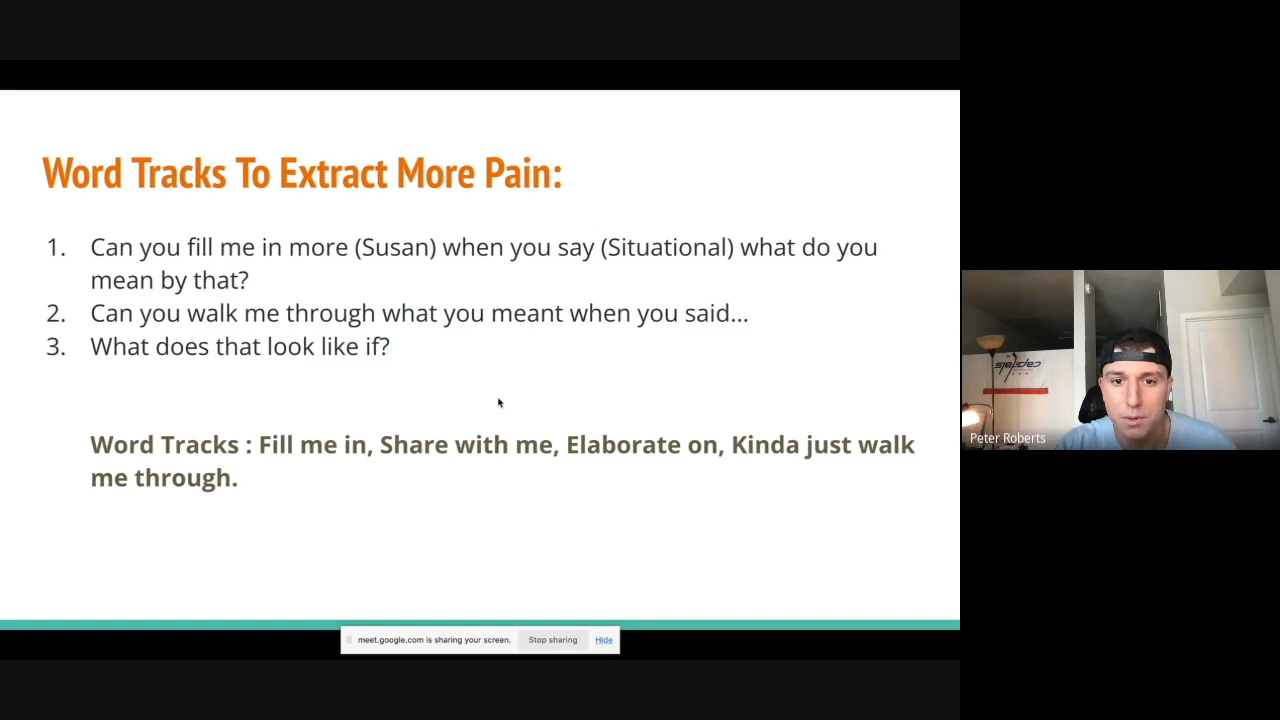 Word Tracks To Extract More Pain:
1. Can you fill me in more (Susan) when you say (Situational) what do you
mean by that?
2. Can you walk me through what you meant when you said...
3. What does that look like if?
Word Tracks : Fill me in, Share with me, Elaborate on, Kinda just walk
me through.
capitals
Peter Roberts
meet.google.com is sharing your screen. Stop sharing Hide